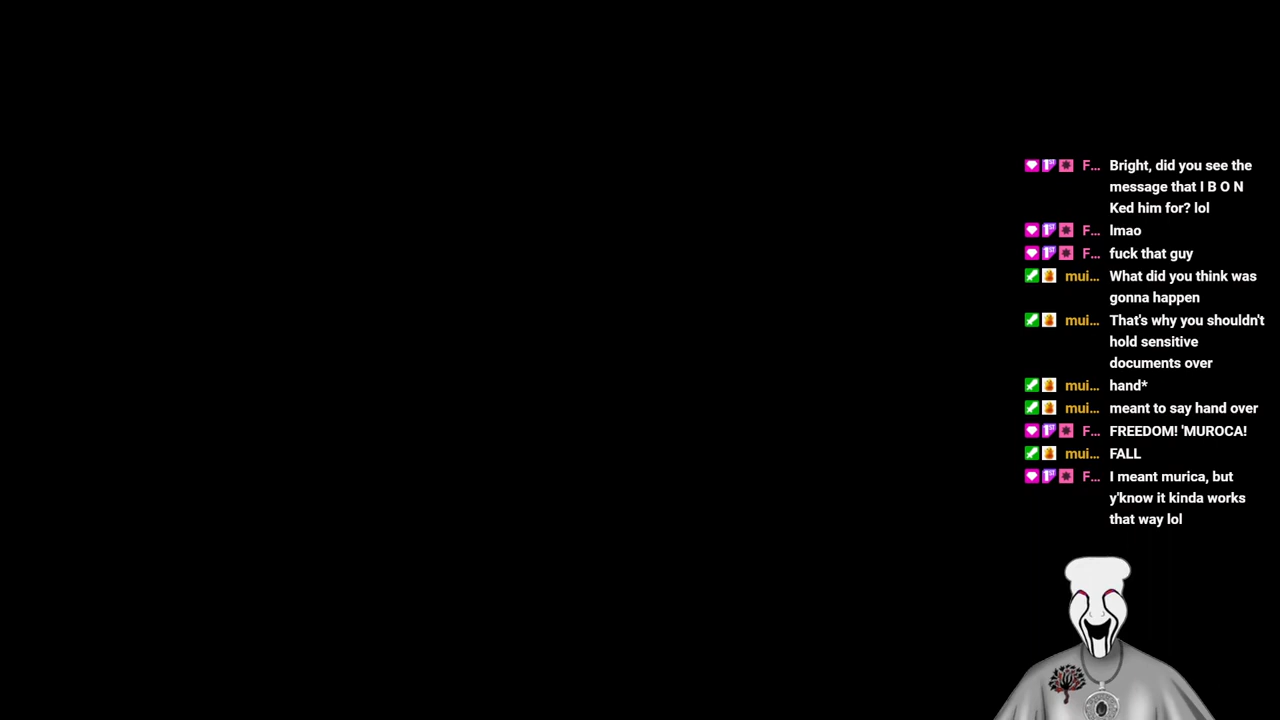 F... Bright, did you see the
message that I B O N
Ked him for? lol
F... lmao
F... fuck that guy
mui... What did you think was
gonna happen
mui... That's why you shouldn't
hold sensitive
documents over
mui... hand*
mui... meant to say hand over
F... FREEDOM! 'MUROCA!
mui... FALL
F... I meant murica, but
y'know it kinda works
that way lol